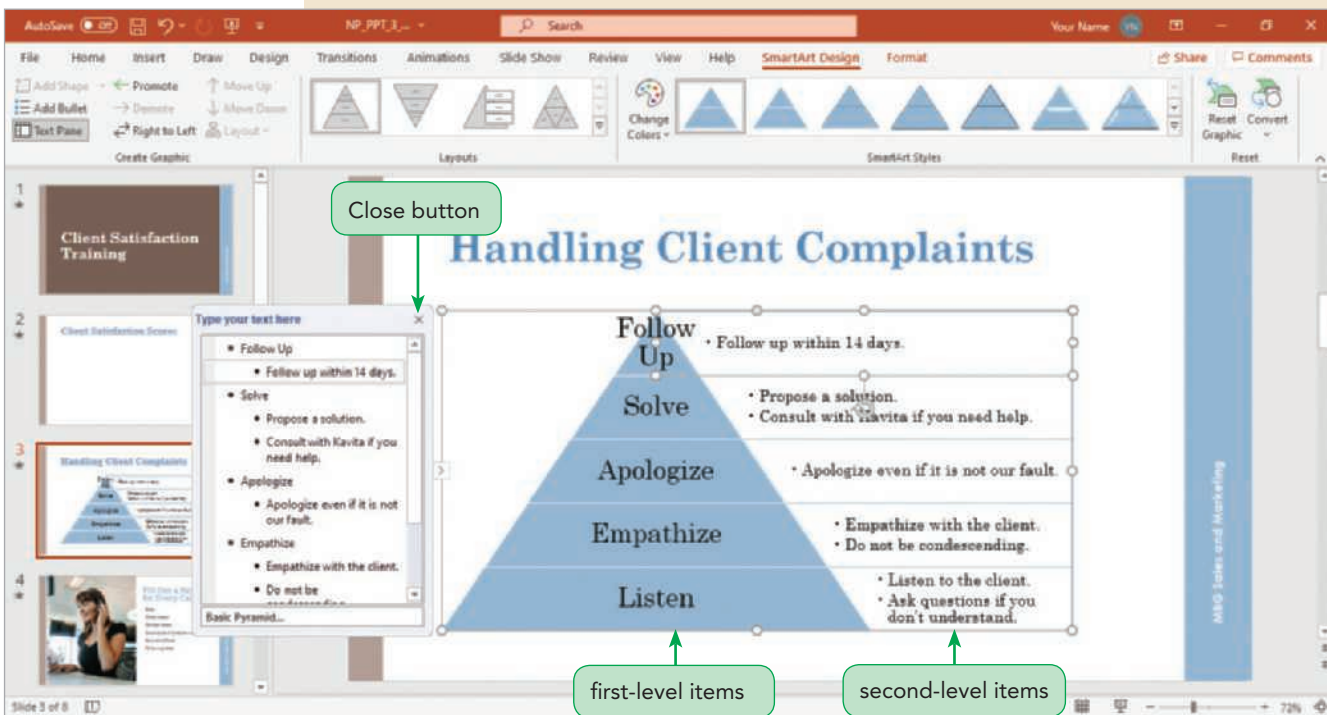 AutoSave Off NP_PPT_3_... Search Your Name YN
File Home Insert Draw Design Transitions Animations Slide Show Review View Help SmartArt Design Format Share Comments
Add Shape Promote Move Up
Add Bullet Demote Move Down
Text Pane Right to Left Layout
Change Colors
Reset Graphic
Convert
Create Graphic Layouts SmartArt Styles Reset
1
Client Satisfaction
Training
2
Client Satisfaction Scores
3
Handling Client Complaints
4
Close button
Type your text here
• Follow Up
• Follow up within 14 days.
• Solve
• Propose a solution.
• Consult with Kavita if you
need help.
• Apologize
• Apologize even if it is not
our fault.
• Empathize
• Empathize with the client.
• Do not be
condescending.
Basic Pyramid...
Handling Client Complaints
Follow
Up
• Follow up within 14 days.
Solve
• Propose a solution.
• Consult with Kavita if you need help.
Apologize
• Apologize even if it is not our fault.
Empathize
• Empathize with the client.
• Do not be condescending.
Listen
• Listen to the client.
• Ask questions if you
don't understand.
M&G Sales and Marketing
first-level items
second-level items
Slide 3 of 8
72%